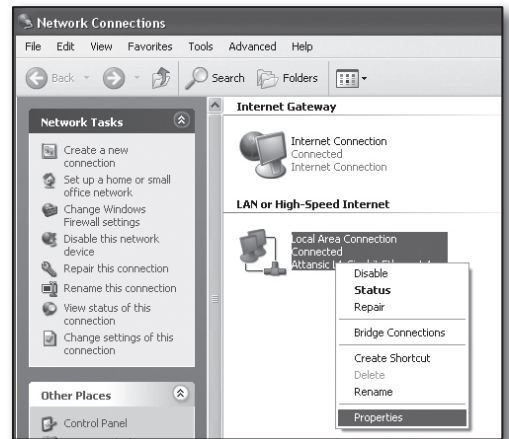 Network Connections
File Edit View Favorites Tools Advanced Help
Back Search Folders
Network Tasks
Create a new
connection
Set up a home or small
office network
Change Windows
Firewall settings
Disable this network
device
Repair this connection
Rename this connection
View status of this
connection
Change settings of this
connection
Other Places
Control Panel
Internet Gateway
Internet Connection
Connected
Internet Connection
LAN or High-Speed Internet
Local Area Connection
Connected
Attansic
Disable
Status
Repair
Bridge Connections
Create Shortcut
Delete
Rename
Properties